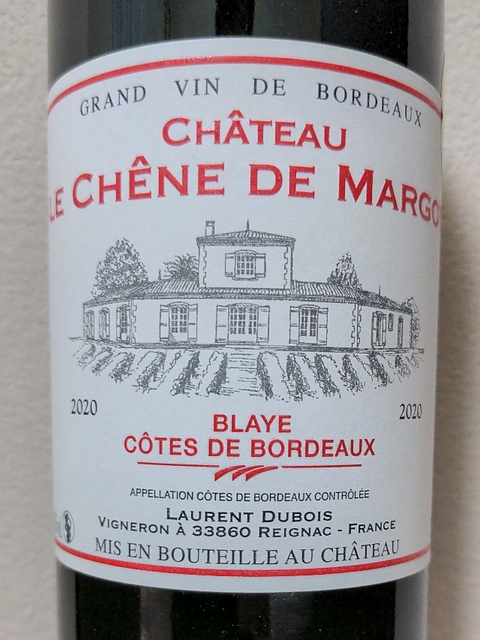 GRAND VIN DE BORDEAUX
CHÂTEAU
LE CHÊNE DE MARGO
2020 2020
BLAYE
CÔTES DE BORDEAUX
APPELLATION CÔTES DE BORDEAUX CONTRÔLÉE
LAURENT DUBOIS
VIGNERON À 33860 REIGNAC - FRANCE
MIS EN BOUTEILLE AU CHÂTEAU